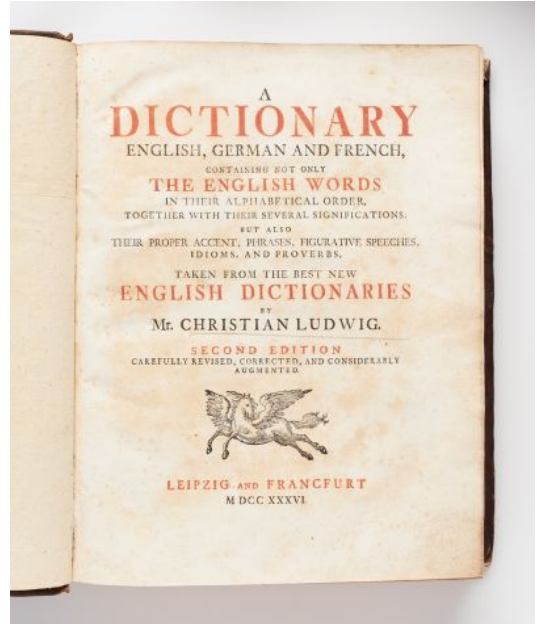 A
DICTIONARY
ENGLISH, GERMAN AND FRENCH,
CONTAINING NOT ONLY
THE ENGLISH WORDS
IN THEIR ALPHABETICAL ORDER,
TOGETHER WITH THEIR SEVERAL SIGNIFICATIONS;
BUT ALSO
THEIR PROPER ACCENT, PHRASES, FIGURATIVE SPEECHES,
IDIOMS, AND PROVERBS,
TAKEN FROM THE BEST NEW
ENGLISH DICTIONARIES
BY
Mr. CHRISTIAN LUDWIG.
SECOND EDITION
CAREFULLY REVISED, CORRECTED, AND CONSIDERABLY
AUGMENTED
LEIPZIG AND FRANCFURT
M DCC XXXVI.